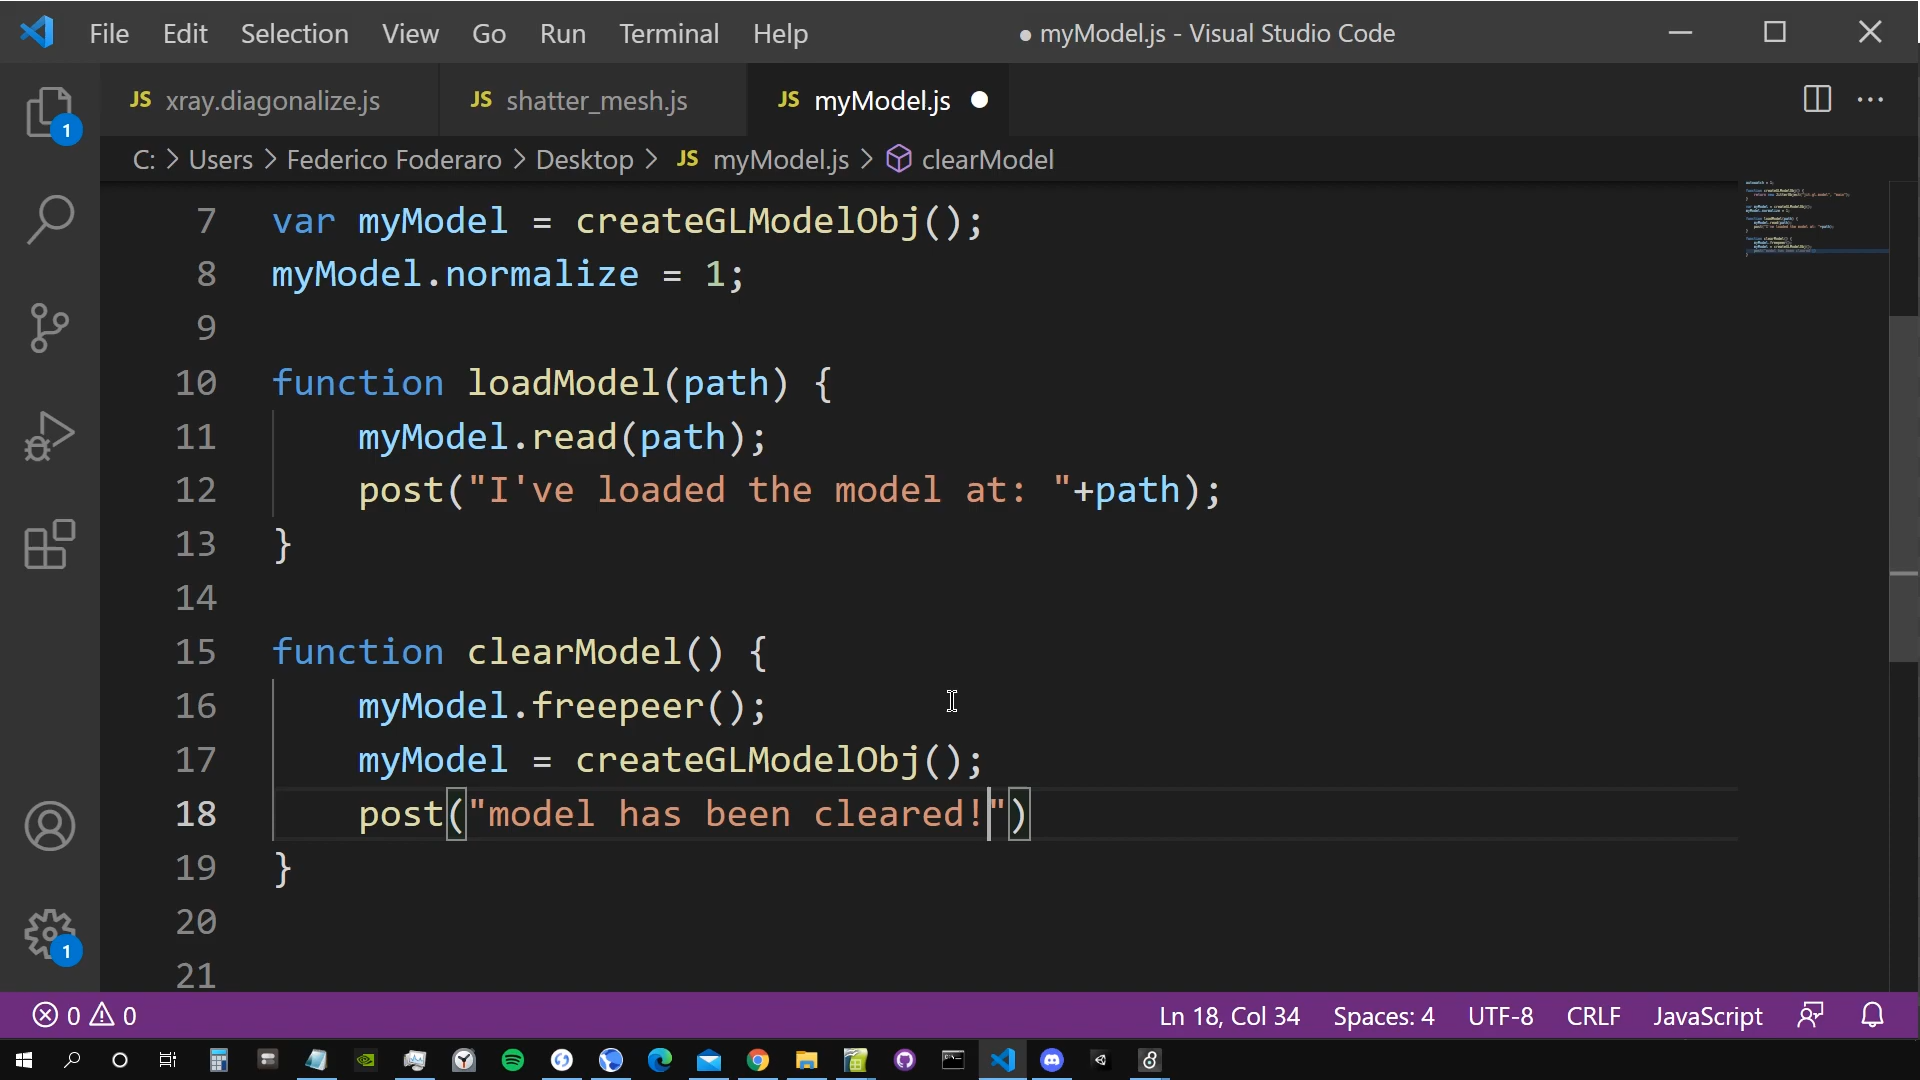 File Edit Selection View Go Run Terminal Help ● myModel.js - Visual Studio Code
JS xray.diagonalize.js JS shatter_mesh.js JS myModel.js ●
C: > Users > Federico Foderaro > Desktop > JS myModel.js > clearModel
7 var myModel = createGLModelObj();
8 myModel.normalize = 1;
9
10 function loadModel(path) {
11 myModel.read(path);
12 post("I've loaded the model at: "+path);
13 }
14
15 function clearModel() {
16 myModel.freepeer();
17 myModel = createGLModelObj();
18 post("model has been cleared!")
19 }
20
21
1
1
0 0 Ln 18, Col 34 Spaces: 4 UTF-8 CRLF JavaScript